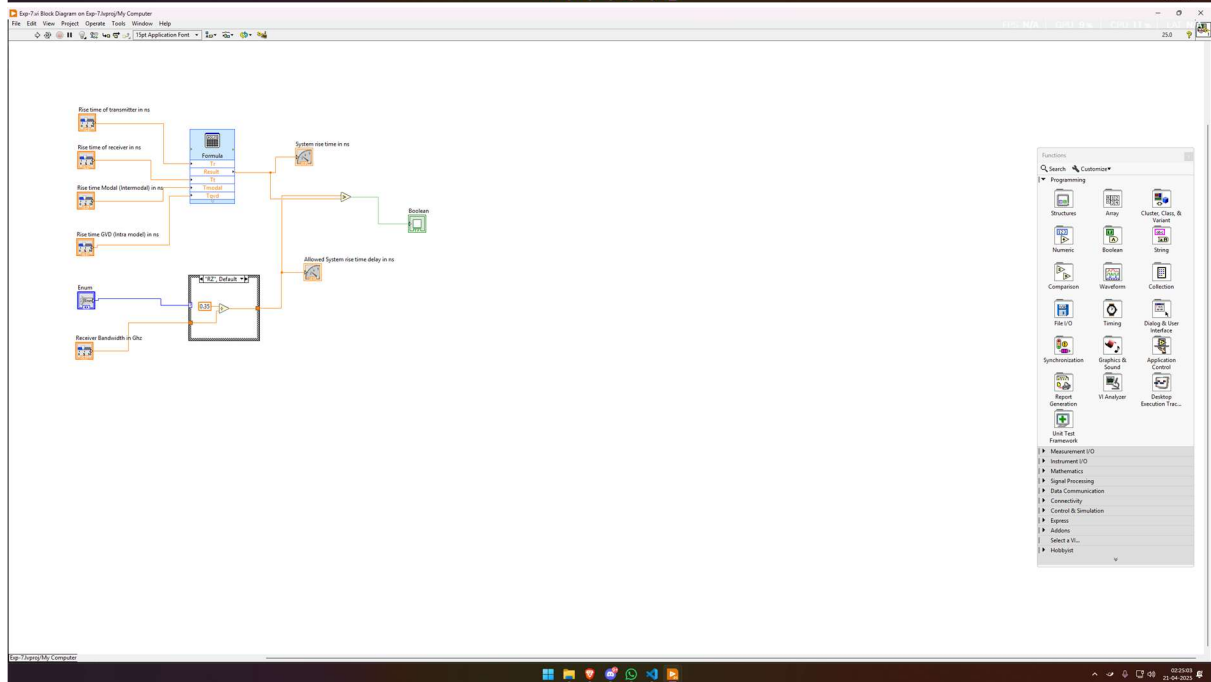 Exp-7.vi Block Diagram on Exp-7.lvproj/My Computer
File Edit View Project Operate Tools Window Help
15pt Application Font
25.0
Rise time of transmitter in ns
Rise time of receiver in ns
Rise time Modal (Intermodal) in ns
Rise time GVD (Intra model) in ns
Formula
Result
Tmodal
System rise time in ns
Boolean
Allowed System rise time delay in ns
Enum
"RZ", Default
0.35
Receiver Bandwidth in Ghz
Functions
Search Customize
Programming
Structures Array Cluster, Class, & Variant
Numeric Boolean String
Comparison Waveform Collection
File I/O Timing Dialog & User Interface
Synchronization Graphics & Sound Application Control
Report Generation VI Analyzer Desktop Execution Trac...
Unit Test Framework
Measurement I/O
Instrument I/O
Mathematics
Signal Processing
Data Communication
Connectivity
Control & Simulation
Express
Addons
Select a VI...
Hobbyist
Exp-7.lvproj/My Computer
02:25:03
21-04-2025